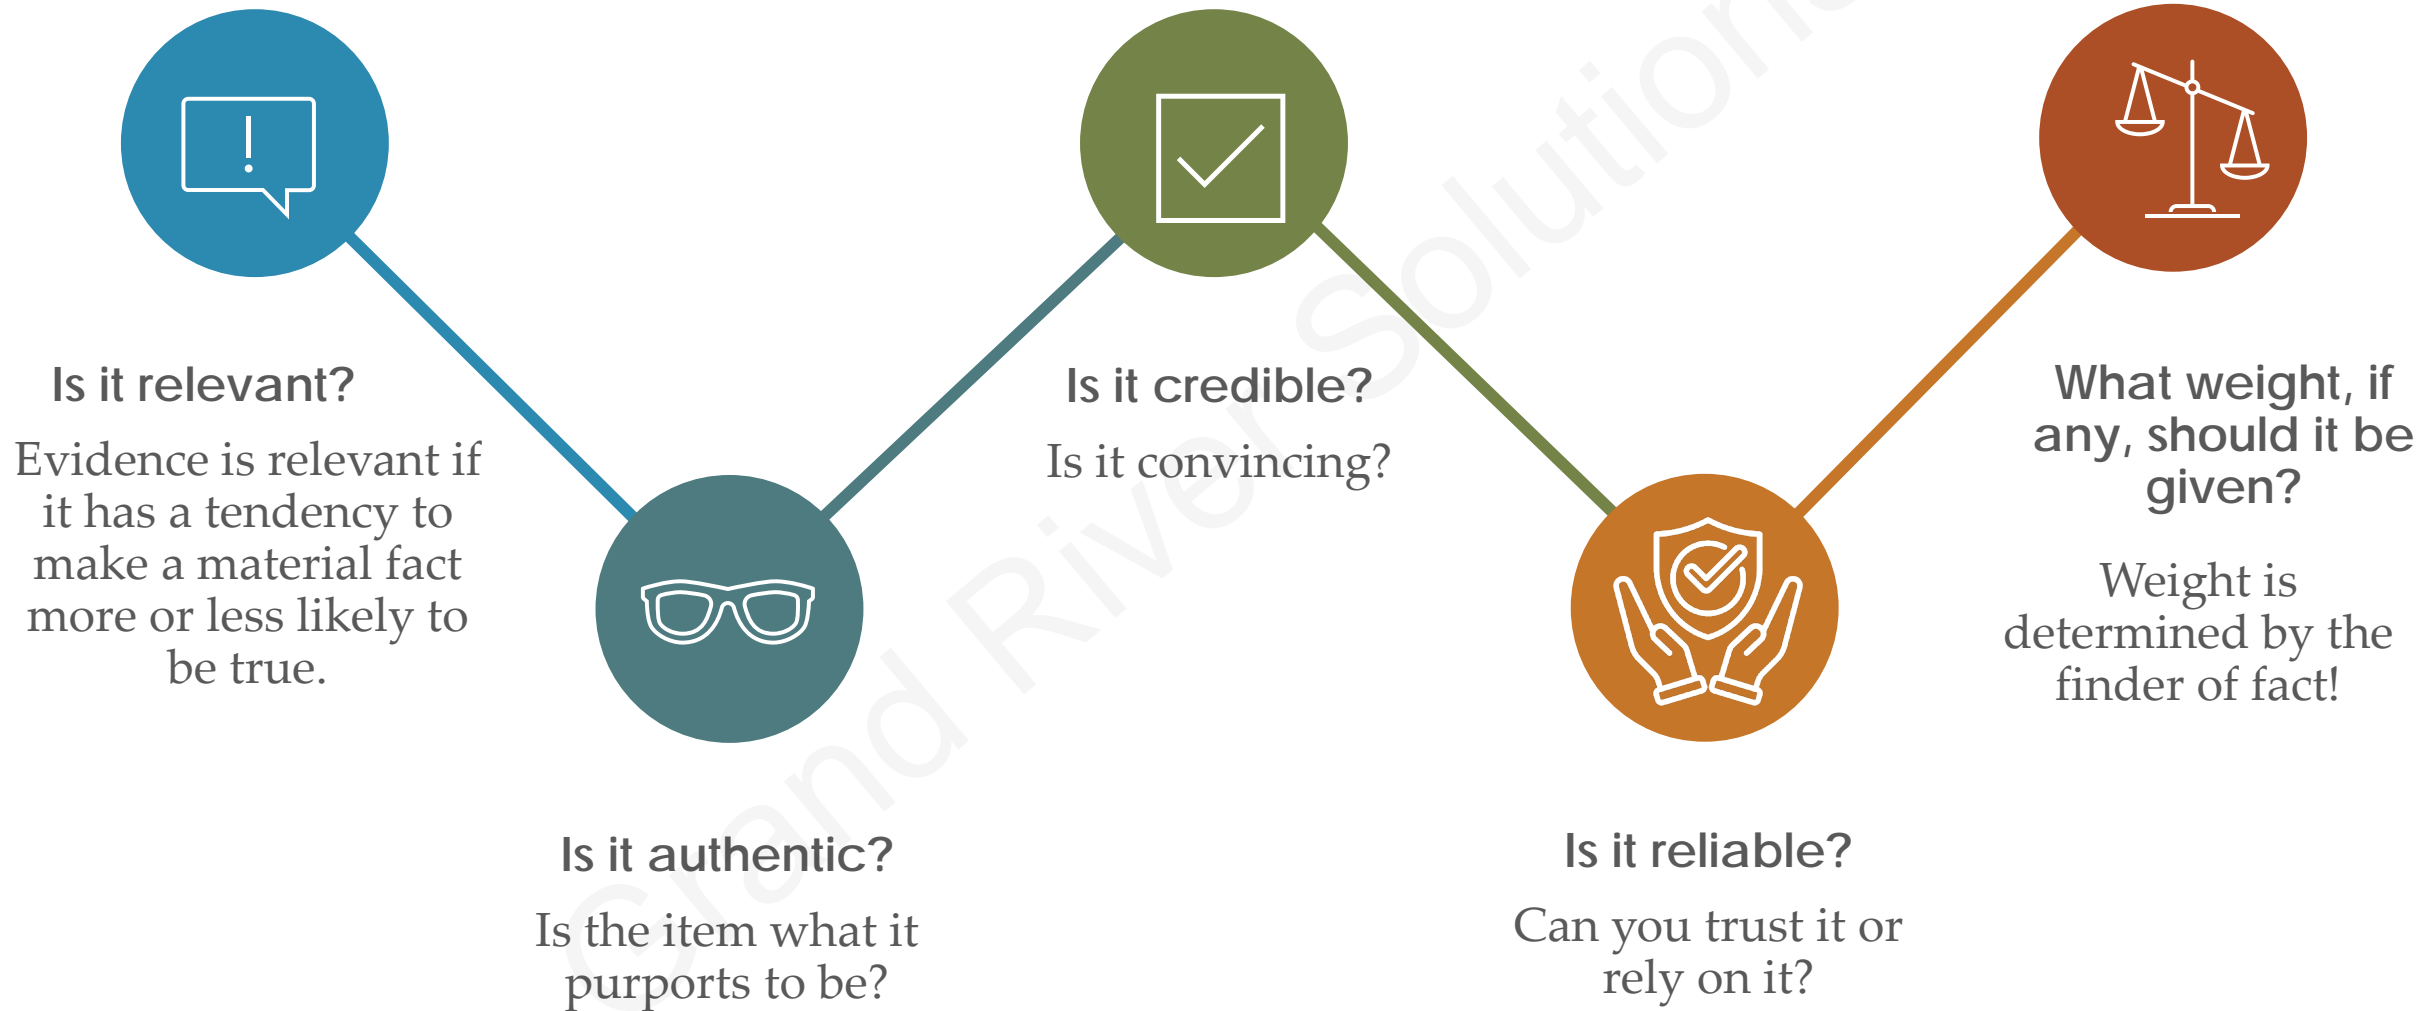 Is it relevant?
Evidence is relevant if
it has a tendency to
make a material fact
more or less likely to
be true.
Is it authentic?
Is the item what it
purports to be?
Is it credible?
Is it convincing?
Is it reliable?
Can you trust it or
rely on it?
What weight, if
any, should it be
given?
Weight is
determined by the
finder of fact!
Grand River Solutions